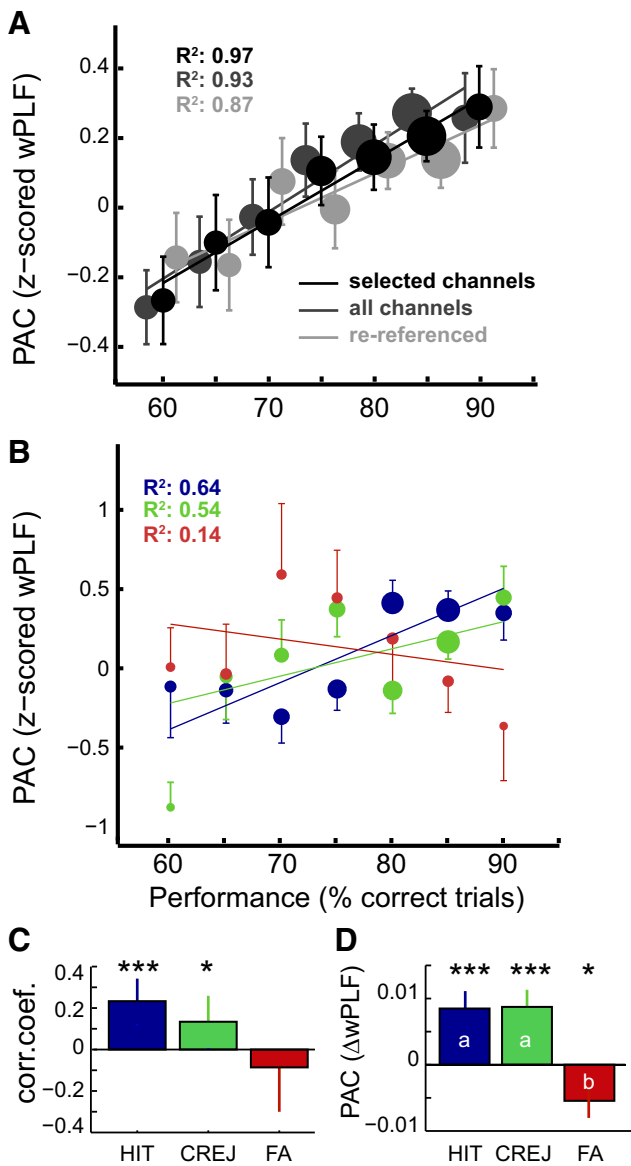 A
R²: 0.97
R²: 0.93
R²: 0.87
PAC (z-scored wPLF)
0.4
0.2
0
−0.2
−0.4
selected channels
all channels
re-referenced
60 70 80 90
B
R²: 0.64
R²: 0.54
R²: 0.14
PAC (z-scored wPLF)
1
0.5
0
−0.5
−1
60 70 80 90
Performance (% correct trials)
C
corr.coef.
0.4
0.2
0
−0.2
−0.4
*** *
HIT CREJ FA
D
PAC (ΔwPLF)
0.01
0
−0.01
*** *** *
a a b
HIT CREJ FA